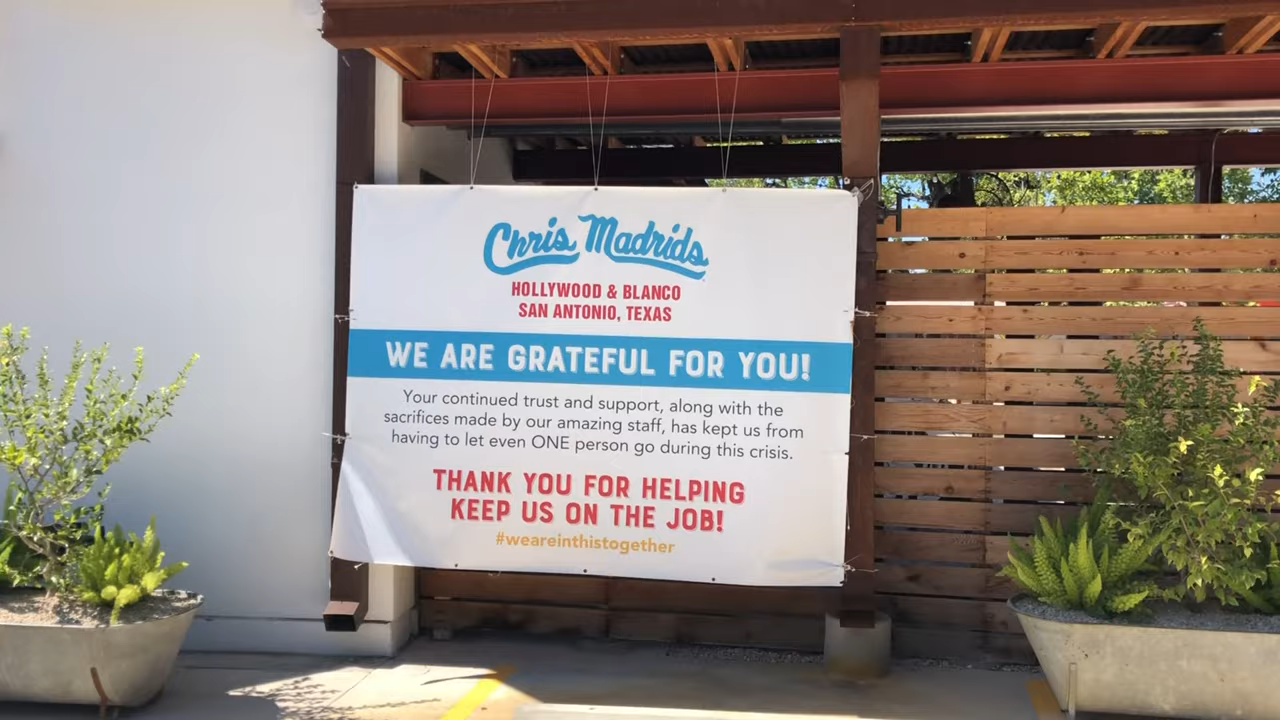 Chris Madrids
HOLLYWOOD & BLANCO
SAN ANTONIO, TEXAS
WE ARE GRATEFUL FOR YOU!
Your continued trust and support, along with the
sacrifices made by our amazing staff, has kept us from
having to let even ONE person go during this crisis.
THANK YOU FOR HELPING
KEEP US ON THE JOB!
#weareinthistogether